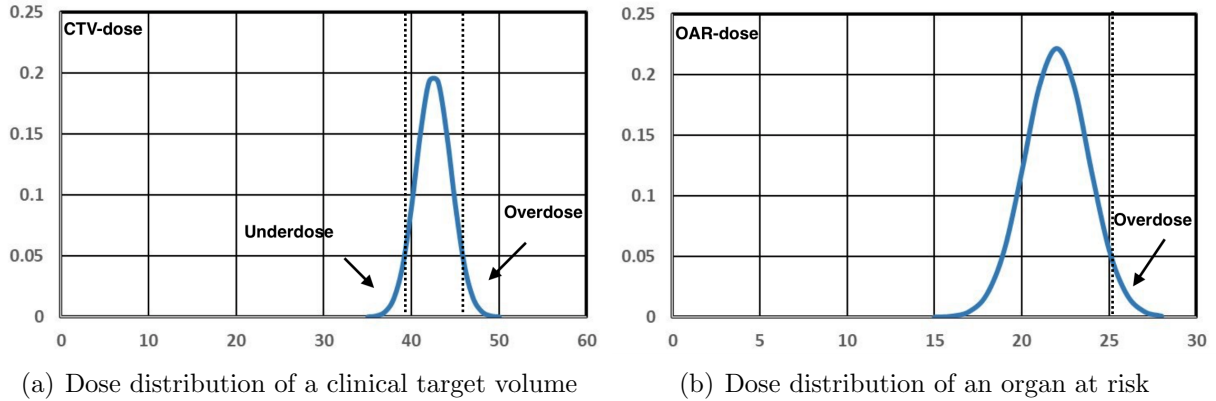 0.25
CTV-dose
0.2
0.15
0.1
0.05
0
Underdose
Overdose
0 10 20 30 40 50 60
(a) Dose distribution of a clinical target volume
0.25
OAR-dose
0.2
0.15
0.1
0.05
0
Overdose
0 5 10 15 20 25 30
(b) Dose distribution of an organ at risk